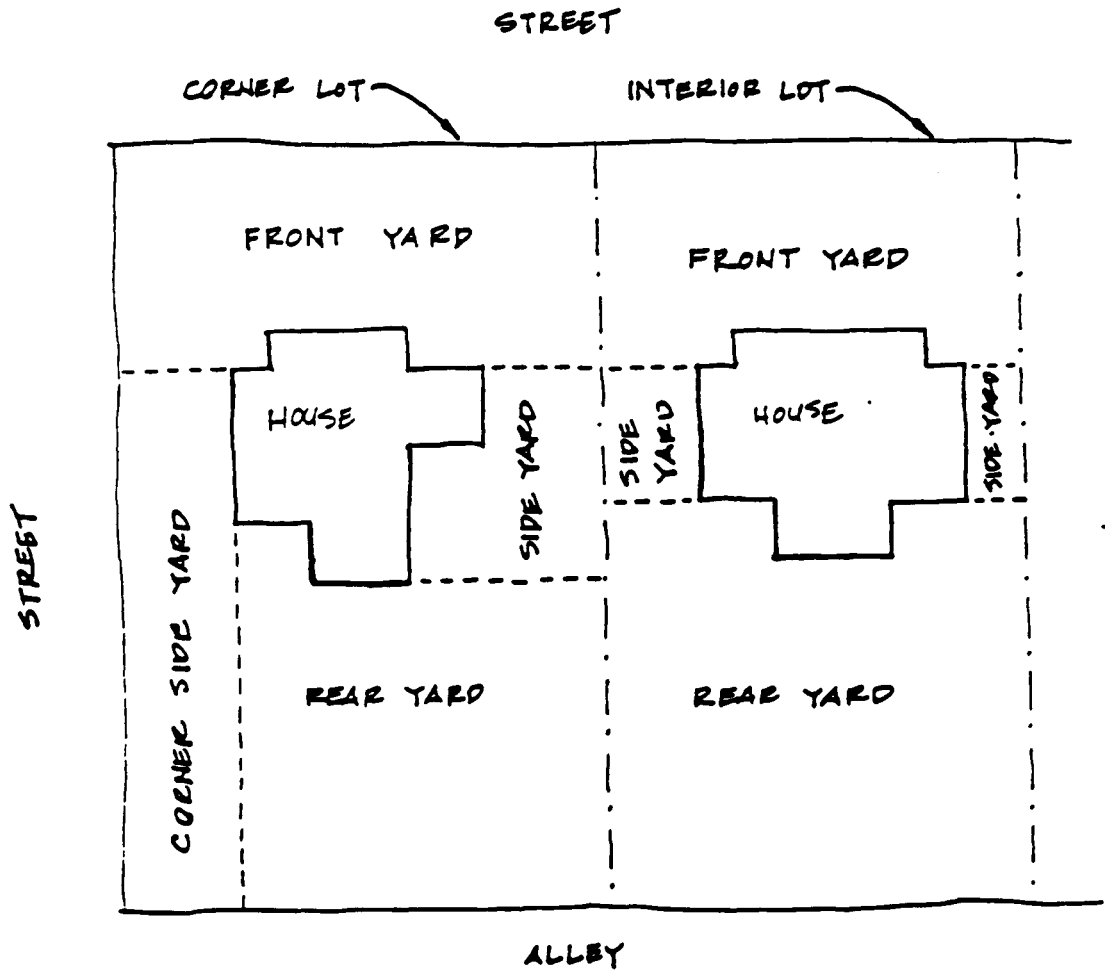 STREET
CORNER LOT
INTERIOR LOT
FRONT YARD
FRONT YARD
HOUSE
SIDE YARD
SIDE
YARD
HOUSE
SIDE YARD
STREET
CORNER SIDE YARD
REAR YARD
REAR YARD
ALLEY